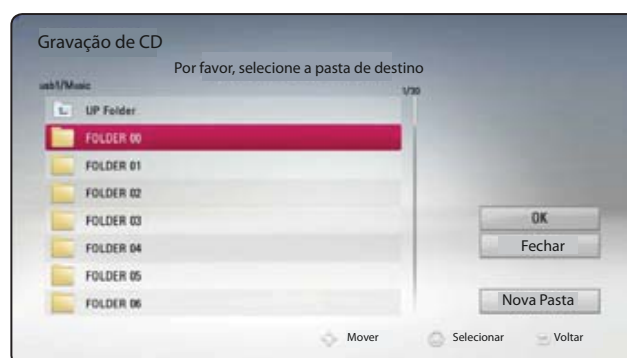 Gravação de CD
Por favor, selecione a pasta de destino
usb1/Music 1/30
UP Folder
FOLDER 00
FOLDER 01
FOLDER 02
FOLDER 03
FOLDER 04
FOLDER 05
FOLDER 06
OK
Fechar
Nova Pasta
Mover Selecionar Voltar